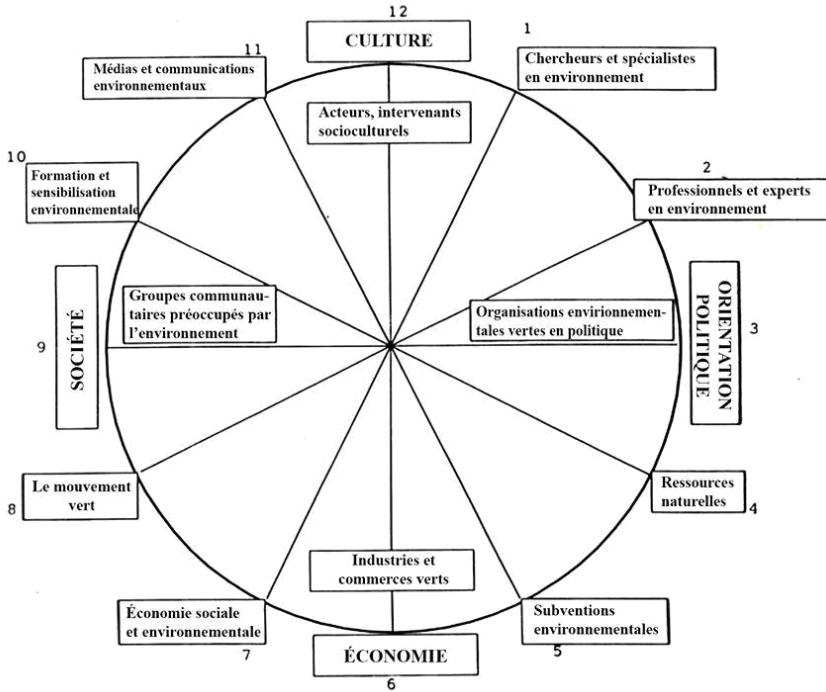 12
CULTURE
1
Chercheurs et spécialistes
en environnement
11
Médias et communications
environnementaux
Acteurs, intervenants
socioculturels
10
Formation et
sensibilisation
environnementale
2
Professionnels et experts
en environnement
9
SOCIÉTÉ
Groupes communau-
taires préoccupés par
l'environnement
Organisations envirionnemen-
tales vertes en politique
ORIENTATION
POLITIQUE
3
8
Le mouvement
vert
Ressources
naturelles
4
Industries et
commerces verts
Économie sociale
et environnementale
7
Subventions
environnementales
5
ÉCONOMIE
6